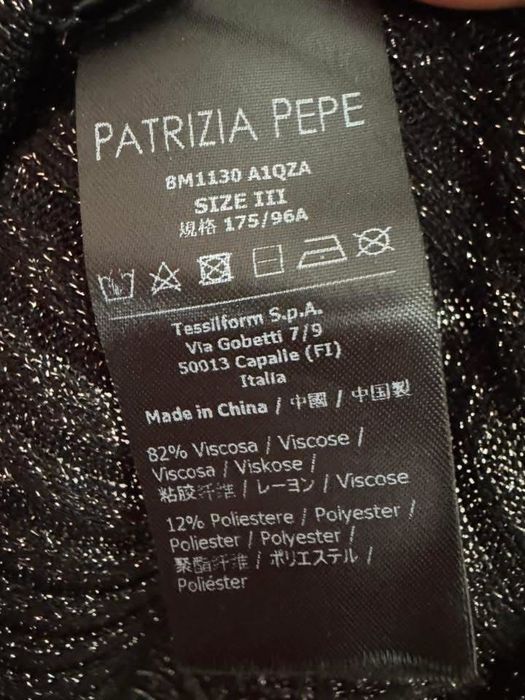 PATRIZIA PEPE
8M1130 A1QZA
SIZE III
規格 175/96A
Tessilform S.p.A.
Via Gobetti 7/9
50013 Capalle (FI)
Italia
Made in China / 中國 / 中国製
82% Viscosa / Viscose /
Viscosa / Viskose /
粘胶纤维 / レーヨン / Viscose
12% Poliestere / Polyester /
Poliester / Polyester /
聚酯纤维 / ポリエステル /
Poliéster